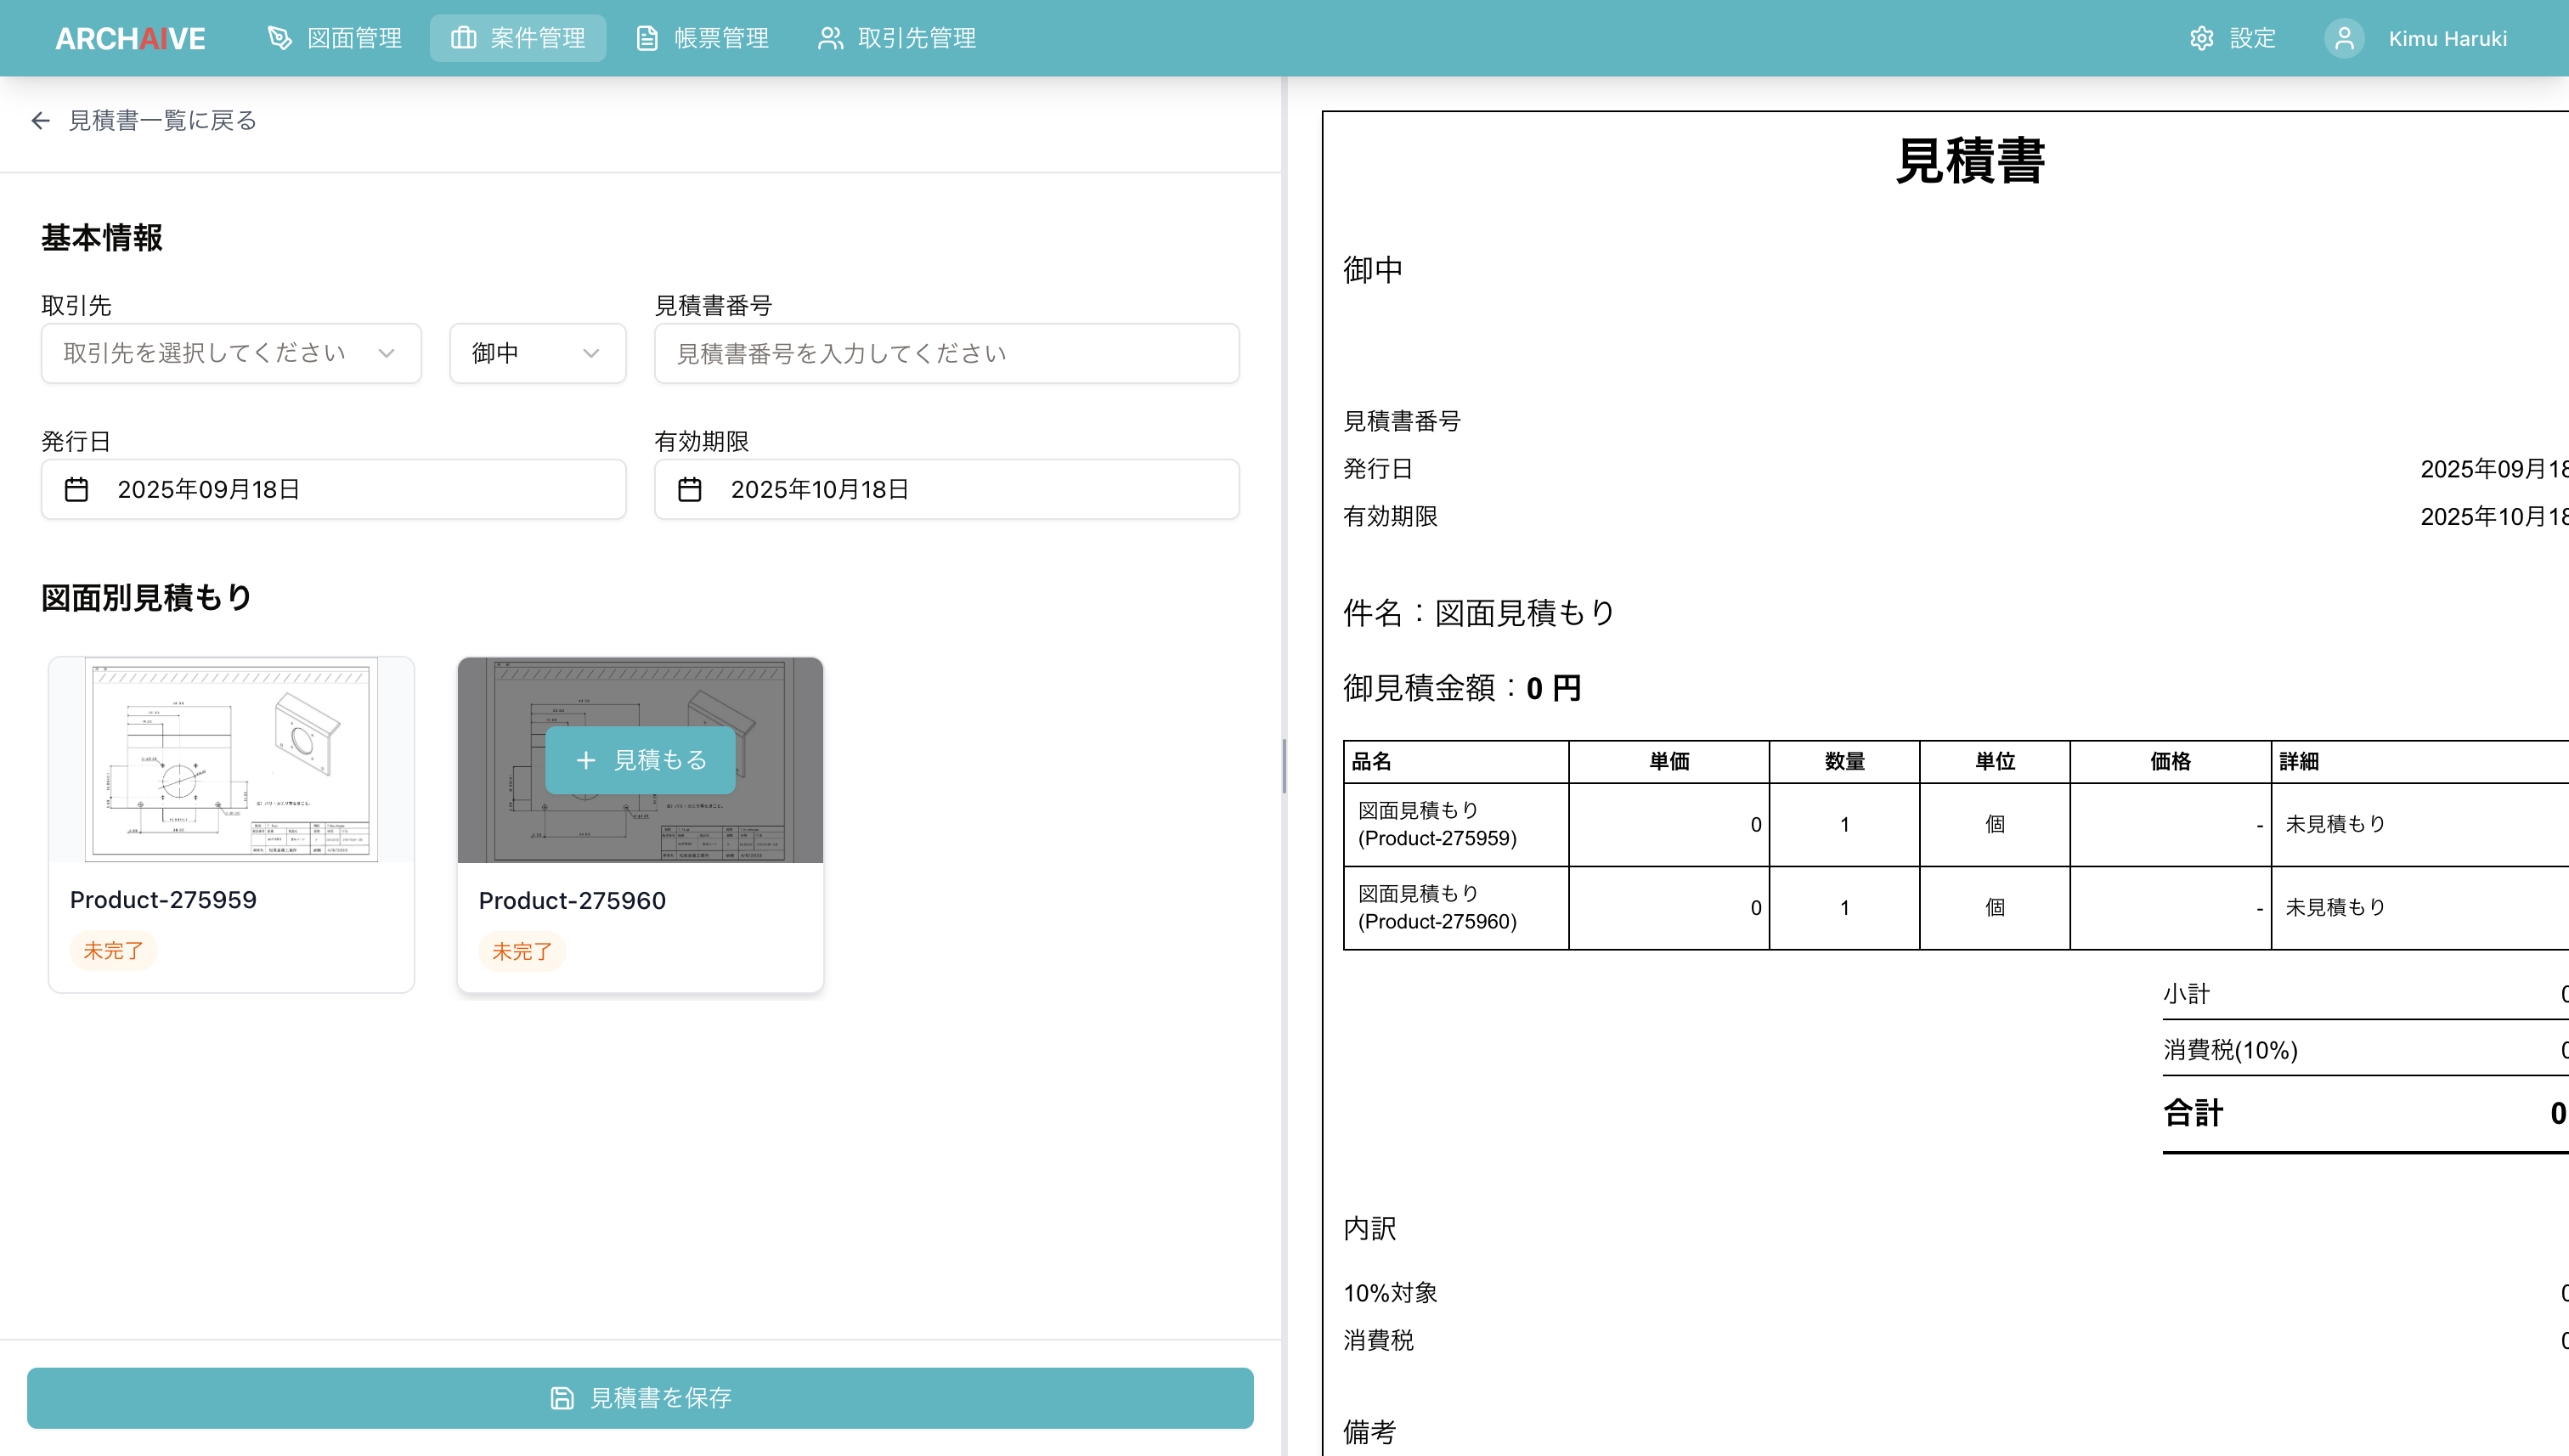 ARCHAIVE
図面管理
案件管理
帳票管理
取引先管理
設定
Kimu Haruki
見積書一覧に戻る
基本情報
取引先
見積書番号
取引先を選択してください
御中
見積書番号を入力してください
発行日
有効期限
2025年09月18日
2025年10月18日
図面別見積もり
見積もる
Product-275959
未完了
Product-275960
未完了
見積書を保存
見積書
御中
見積書番号
発行日 2025年09月18
有効期限 2025年10月18
件名：図面見積もり
御見積金額：0 円
品名 単価 数量 単位 価格 詳細
図面見積もり
(Product-275959) 0 1 個 - 未見積もり
図面見積もり
(Product-275960) 0 1 個 - 未見積もり
小計 0
消費税(10%) 0
合計 0
内訳
10%対象 0
消費税 0
備考